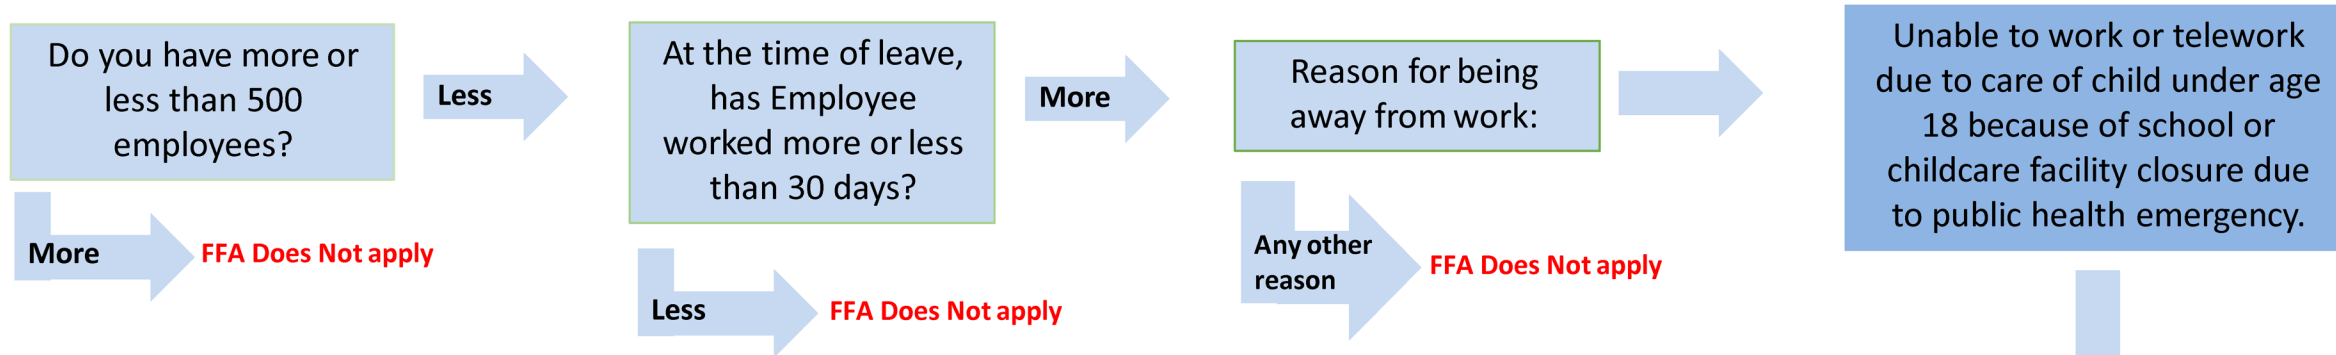 Do you have more or
less than 500
employees?
Less
More
FFA Does Not apply
At the time of leave,
has Employee
worked more or less
than 30 days?
More
Less
FFA Does Not apply
Reason for being
away from work:
Any other
reason
FFA Does Not apply
Unable to work or telework
due to care of child under age
18 because of school or
childcare facility closure due
to public health emergency.